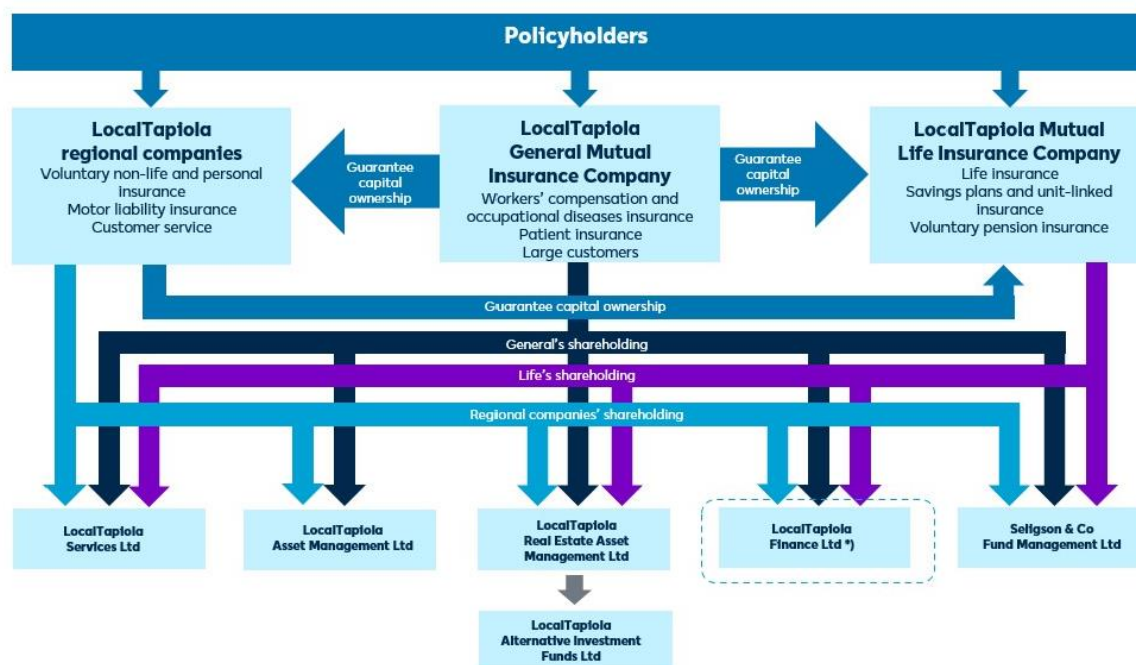 Policyholders
LocalTapiola
regional companies
Voluntary non-life and personal
insurance
Motor liability insurance
Customer service
Guarantee
capital
ownership
LocalTapiola
General Mutual
Insurance Company
Workers' compensation and
occupational diseases insurance
Patient insurance
Large customers
Guarantee
capital
ownership
LocalTapiola Mutual
Life Insurance Company
Life insurance
Savings plans and unit-linked
insurance
Voluntary pension insurance
Guarantee capital ownership
General's shareholding
Life's shareholding
Regional companies' shareholding
LocalTapiola
Services Ltd
LocalTapiola
Asset Management Ltd
LocalTapiola
Real Estate Asset
Management Ltd
LocalTapiola
Finance Ltd *)
Seligson & Co
Fund Management Ltd
LocalTapiola
Alternative Investment
Funds Ltd